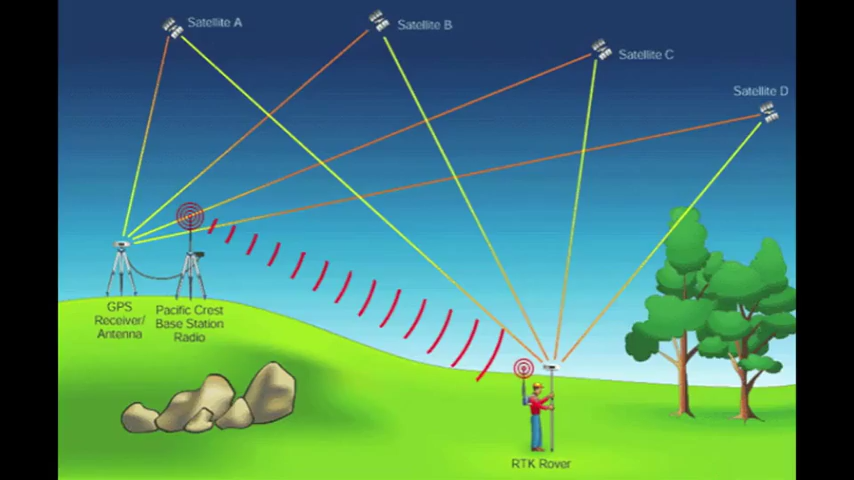 Satellite A
Satellite B
Satellite C
Satellite D
GPS
Receiver/
Antenna
Pacific Crest
Base Station
Radio
RTK Rover